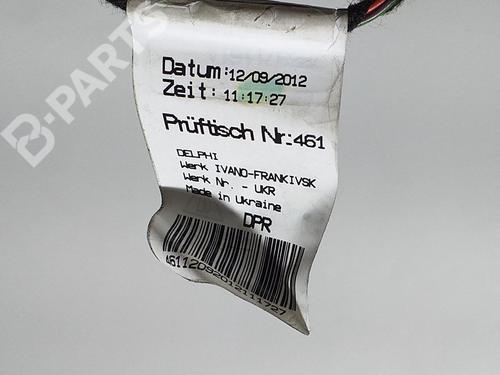 B-PARTS
Datum:12/09/2012
Zeit: 11:17:27
Prüftisch Nr.:461
DELPHI
Werk IVANO-FRANKIVSK
Werk Nr. - UKR
Made in Ukraine
DPR
46112092012111727